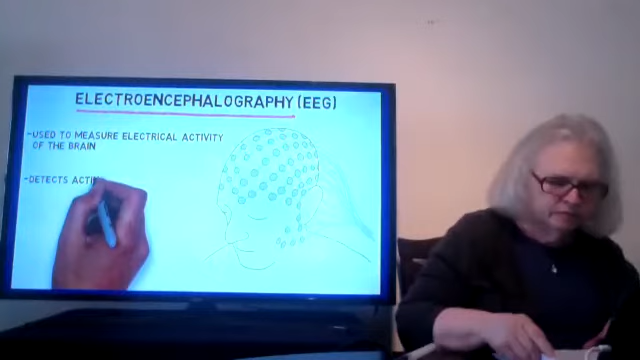 ELECTROENCEPHALOGRAPHY (EEG)
-USED TO MEASURE ELECTRICAL ACTIVITY
OF THE BRAIN
-DETECTS